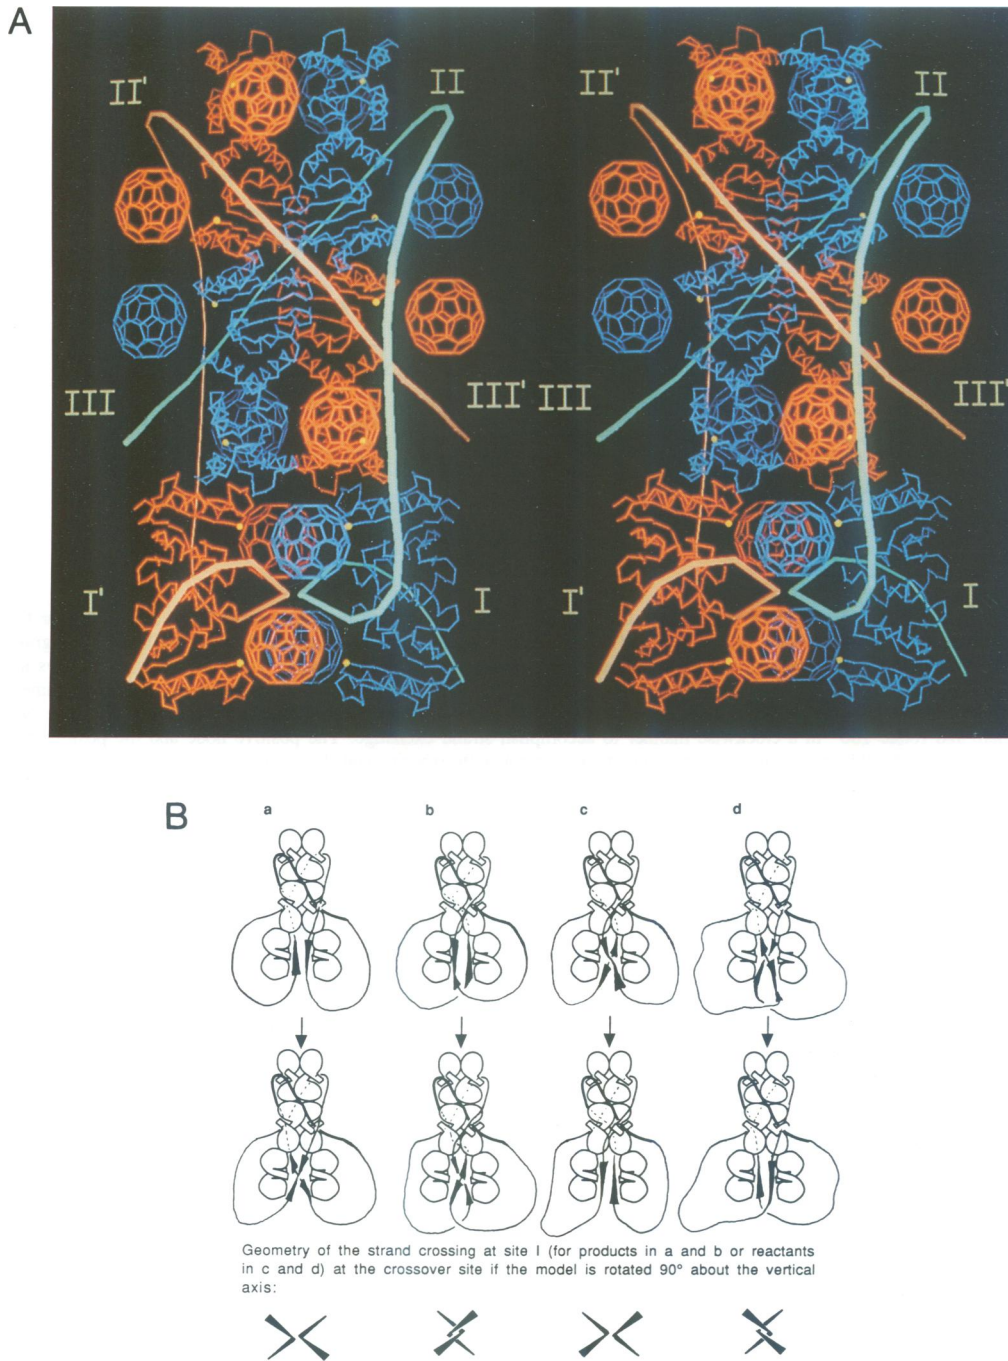 A
II' II II' II
III III' III III'
I' I I' I
B
a b c d
Geometry of the strand crossing at site I (for products in a and b or reactants
in c and d) at the crossover site if the model is rotated 90° about the vertical
axis: